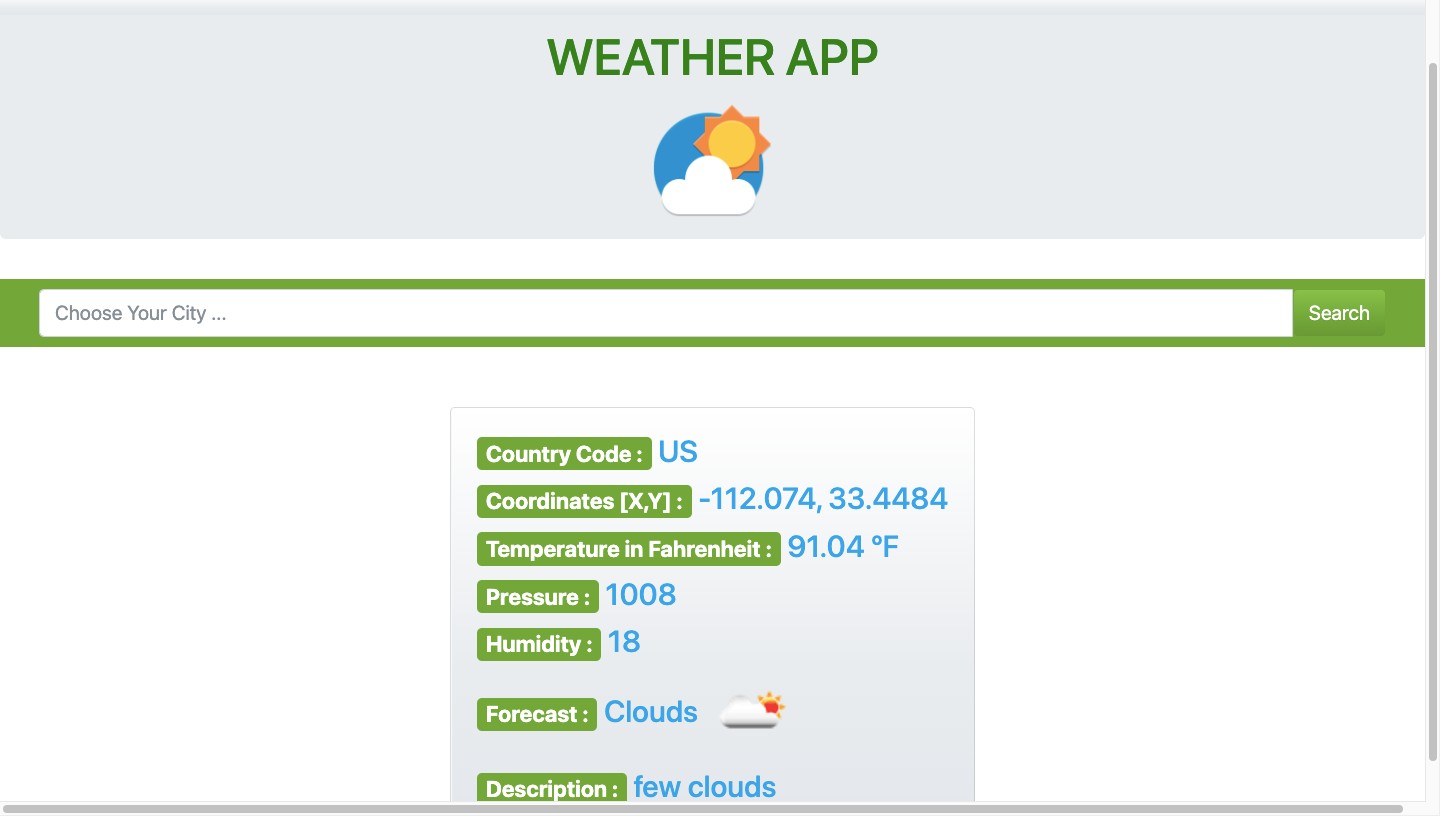 WEATHER APP
Choose Your City ...
Search
Country Code : US
Coordinates [X,Y] : -112.074, 33.4484
Temperature in Fahrenheit : 91.04 °F
Pressure : 1008
Humidity : 18
Forecast : Clouds
Description : few clouds